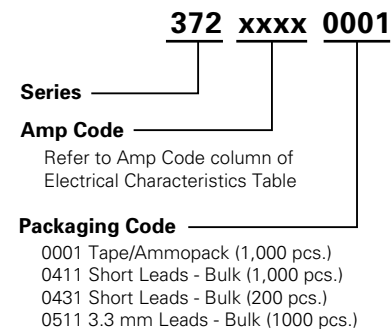 372 xxxx 0001
Series
Amp Code
Refer to Amp Code column of
Electrical Characteristics Table
Packaging Code
0001 Tape/Ammopack (1,000 pcs.)
0411 Short Leads - Bulk (1,000 pcs.)
0431 Short Leads - Bulk (200 pcs.)
0511 3.3 mm Leads - Bulk (1000 pcs.)